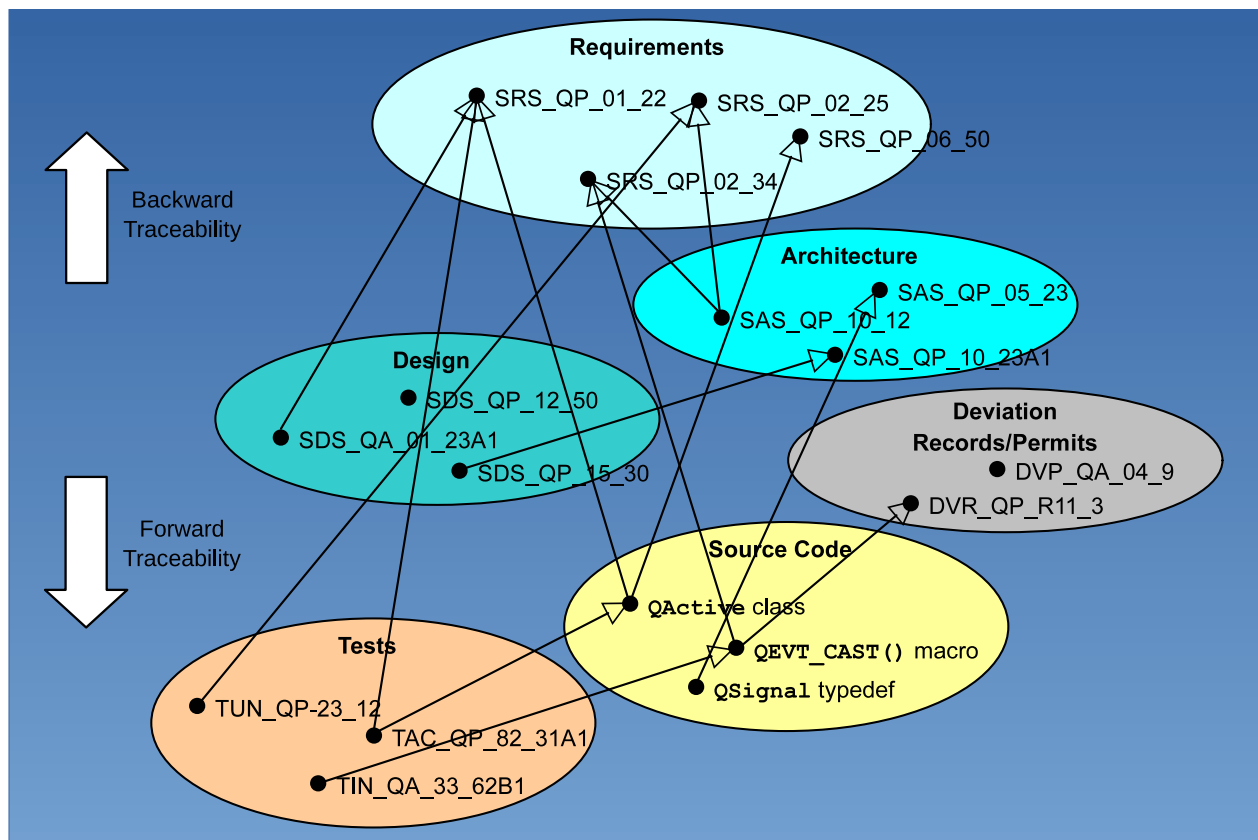 Requirements
SRS_QP_01_22
SRS_QP_02_25
SRS_QP_06_50
SRS_QP_02_34
Backward
Traceability
Architecture
SAS_QP_05_23
SAS_QP_10_12
SAS_QP_10_23A1
Design
SDS_QP_12_50
SDS_QA_01_23A1
SDS_QP_15_30
Deviation
Records/Permits
DVP_QA_04_9
DVR_QP_R11_3
Forward
Traceability
Source Code
QActive class
QEVT_CAST() macro
QSignal typedef
Tests
TUN_QP-23_12
TAC_QP_82_31A1
TIN_QA_33_62B1